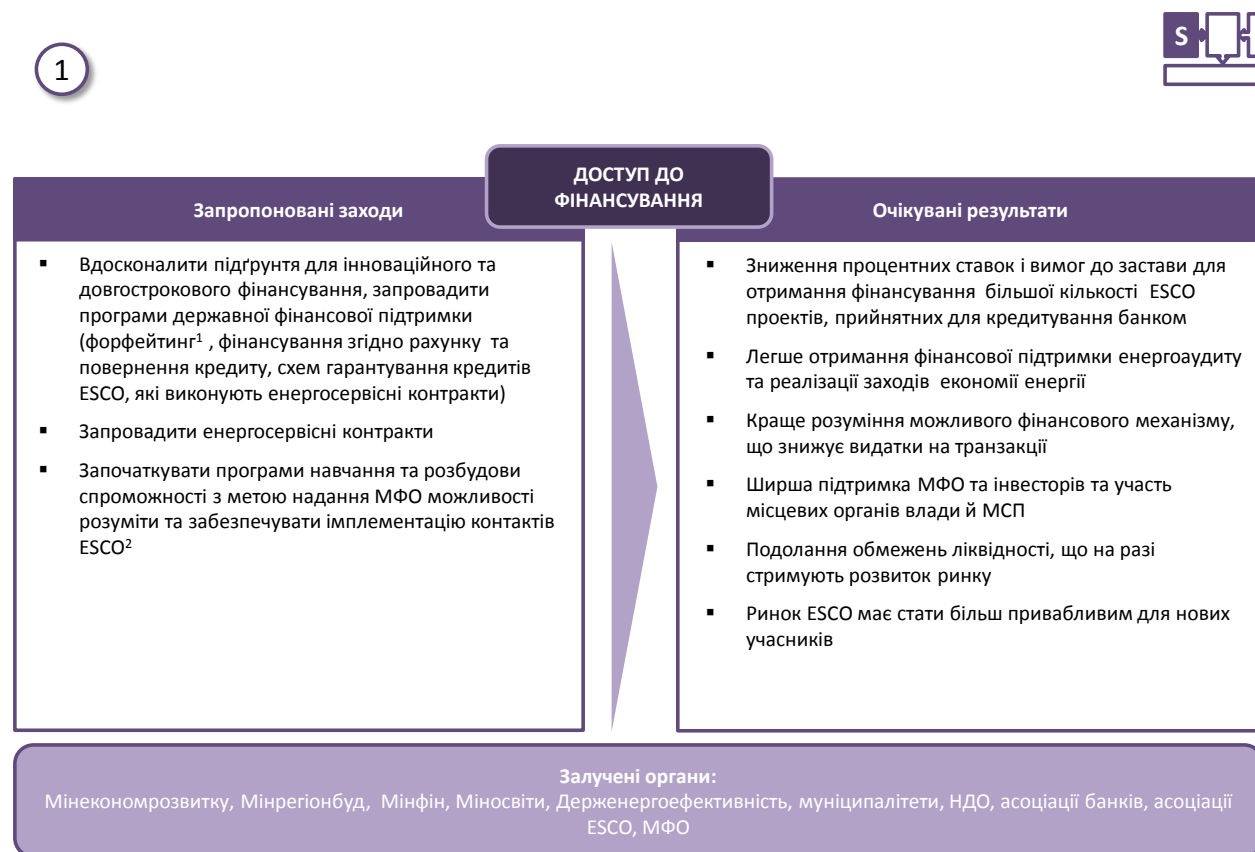 1
S
ДОСТУП ДО
ФІНАНСУВАННЯ
Запропоновані заходи
▪ Вдосконалити підґрунтя для інноваційного та
довгострокового фінансування, запровадити
програми державної фінансової підтримки
(форфейтинг¹ , фінансування згідно рахунку та
повернення кредиту, схем гарантування кредитів
ESCO, які виконують енергосервісні контракти)
▪ Запровадити енергосервісні контракти
▪ Започаткувати програми навчання та розбудови
спроможності з метою надання МФО можливості
розуміти та забезпечувати імплементацію контактів
ESCO²
Очікувані результати
▪ Зниження процентних ставок і вимог до застави для
отримання фінансування більшої кількості ESCO
проектів, прийнятних для кредитування банком
▪ Легше отримання фінансової підтримки енергоаудиту
та реалізації заходів економії енергії
▪ Краще розуміння можливого фінансового механізму,
що знижує видатки на транзакції
▪ Ширша підтримка МФО та інвесторів та участь
місцевих органів влади й МСП
▪ Подолання обмежень ліквідності, що на разі
стримують розвиток ринку
▪ Ринок ESCO має стати більш привабливим для нових
учасників
Залучені органи:
Мінекономрозвитку, Мінрегіонбуд, Мінфін, Міносвіти, Держенергоефективність, муніципалітети, НДО, асоціації банків, асоціації
ESCO, МФО